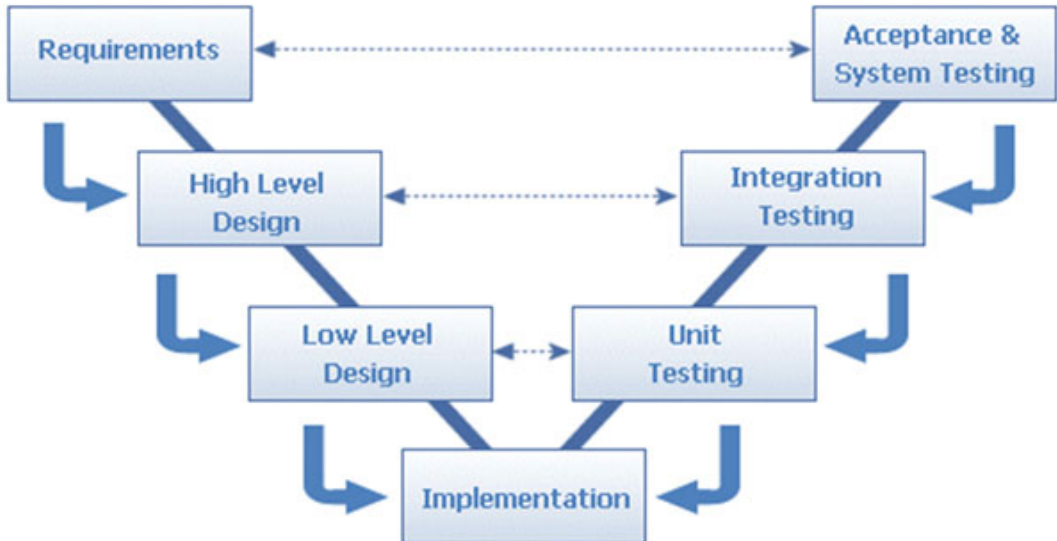 Requirements
Acceptance &
System Testing
High Level
Design
Integration
Testing
Low Level
Design
Unit
Testing
Implementation